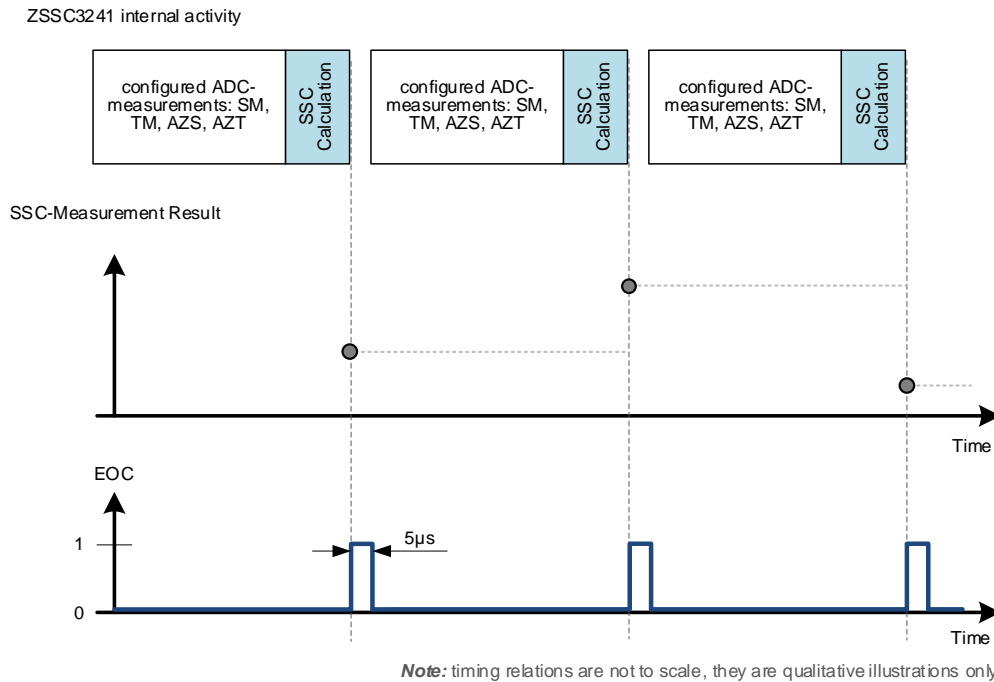 ZSSC3241 internal activity
configured ADC-
measurements: SM,
TM, AZS, AZT
SSC
Calculation
configured ADC-
measurements: SM,
TM, AZS, AZT
SSC
Calculation
configured ADC-
measurements: SM,
TM, AZS, AZT
SSC
Calculation
SSC-Measurement Result
Time
EOC
1
5µs
0
Time
Note: timing relations are not to scale, they are qualitative illustrations only